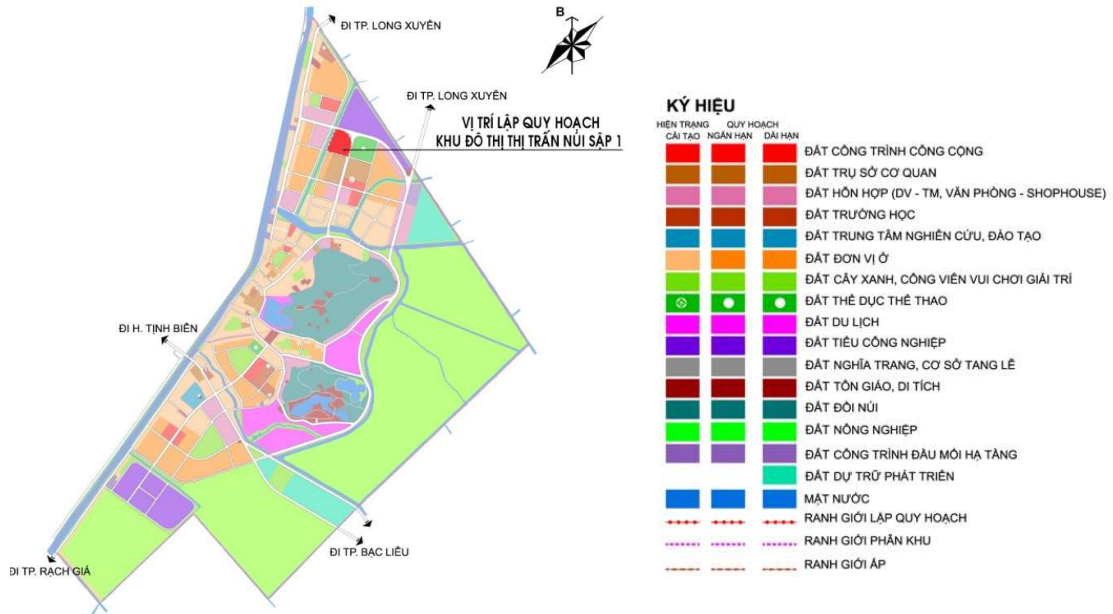 ĐI TP. LONG XUYÊN
B
ĐI TP. LONG XUYÊN
VỊ TRÍ LẬP QUY HOẠCH
KHU ĐÔ THỊ THỊ TRẤN NÚI SẬP 1
ĐI H. TỊNH BIÊN
ĐI TP. BẠC LIÊU
ĐI TP. RẠCH GIÁ
KÝ HIỆU
HIỆN TRẠNG QUY HOẠCH
CẢI TẠO NGẮN HẠN DÀI HẠN
ĐẤT CÔNG TRÌNH CÔNG CỘNG
ĐẤT TRỤ SỞ CƠ QUAN
ĐẤT HỖN HỢP (DV - TM, VĂN PHÒNG - SHOPHOUSE)
ĐẤT TRƯỜNG HỌC
ĐẤT TRUNG TÂM NGHIÊN CỨU, ĐÀO TẠO
ĐẤT ĐƠN VỊ Ở
ĐẤT CÂY XANH, CÔNG VIÊN VUI CHƠI GIẢI TRÍ
ĐẤT THỂ DỤC THỂ THAO
ĐẤT DU LỊCH
ĐẤT TIỂU CÔNG NGHIỆP
ĐẤT NGHĨA TRANG, CƠ SỞ TANG LỄ
ĐẤT TÔN GIÁO, DI TÍCH
ĐẤT ĐỒI NÚI
ĐẤT NÔNG NGHIỆP
ĐẤT CÔNG TRÌNH ĐẦU MỐI HẠ TẦNG
ĐẤT DỰ TRỮ PHÁT TRIỂN
MẶT NƯỚC
RANH GIỚI LẬP QUY HOẠCH
RANH GIỚI PHÂN KHU
RANH GIỚI ẤP